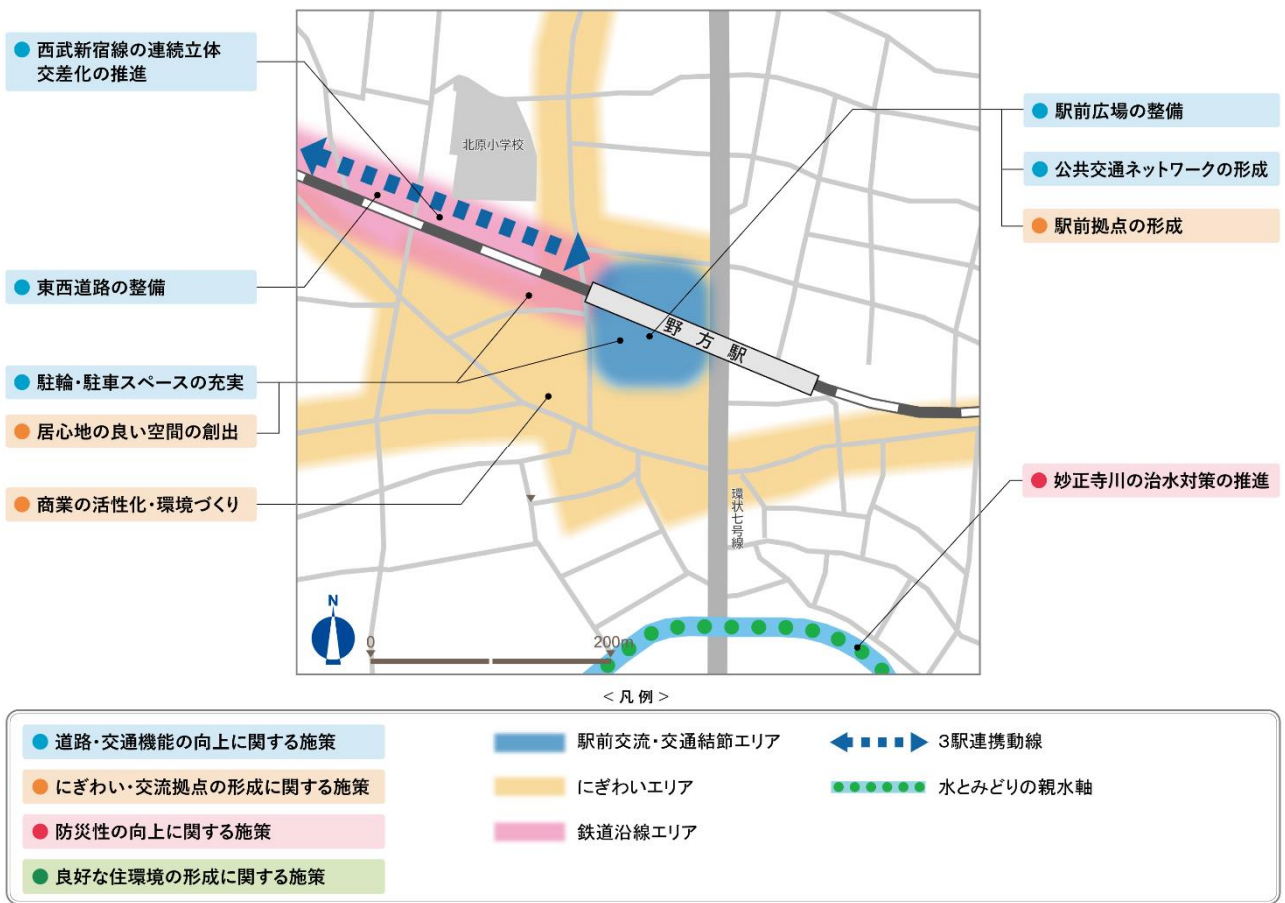 西武新宿線の連続立体
交差化の推進
東西道路の整備
駐輪・駐車スペースの充実
居心地の良い空間の創出
商業の活性化・環境づくり
北原小学校
野方駅
環状七号線
N
0
200m
駅前広場の整備
公共交通ネットワークの形成
駅前拠点の形成
妙正寺川の治水対策の推進
<凡例>
道路・交通機能の向上に関する施策
にぎわい・交流拠点の形成に関する施策
防災性の向上に関する施策
良好な住環境の形成に関する施策
駅前交流・交通結節エリア
にぎわいエリア
鉄道沿線エリア
3駅連携動線
水とみどりの親水軸